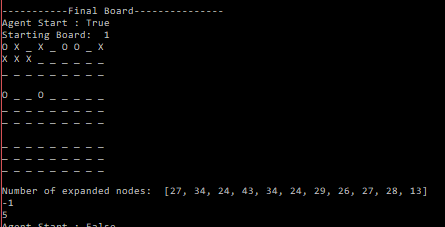 -----------Final Board---------------
Agent Start : True
Starting Board:  1
O X _ X _ O O _ X
X X X _ _ _ _ _ _
_ _ _ _ _ _ _ _ _
O _ _ O _ _ _ _ _
_ _ _ _ _ _ _ _ _
_ _ _ _ _ _ _ _ _
_ _ _ _ _ _ _ _ _
_ _ _ _ _ _ _ _ _
_ _ _ _ _ _ _ _ _
Number of expanded nodes:  [27, 34, 24, 43, 34, 24, 29, 26, 27, 28, 13]
-1
5
Agent Start : False